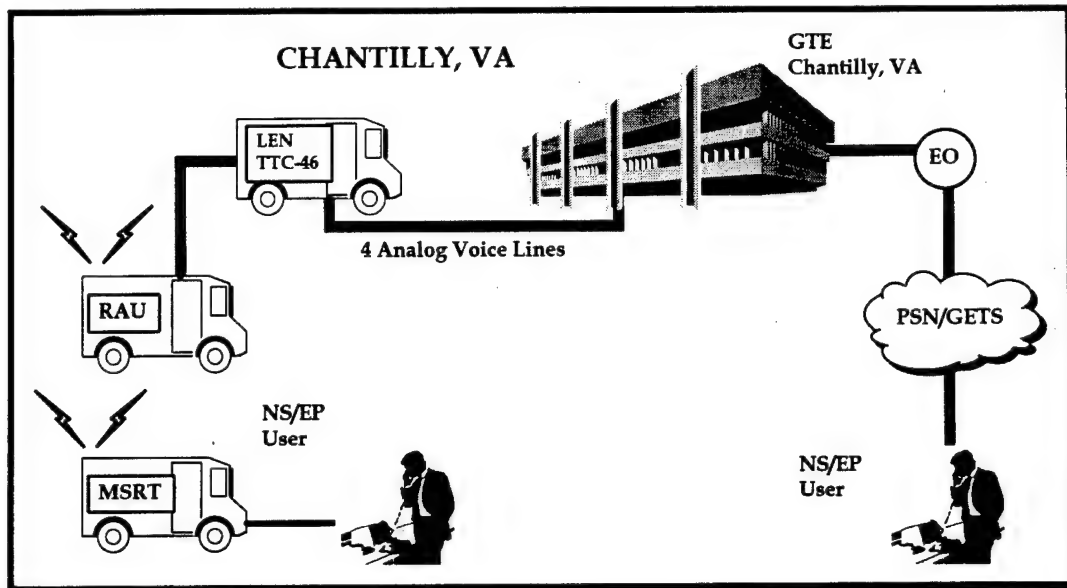 CHANTILLY, VA
GTE
Chantilly, VA
LEN
TTC-46
EO
4 Analog Voice Lines
RAU
PSN/GETS
NS/EP
User
MSRT
NS/EP
User